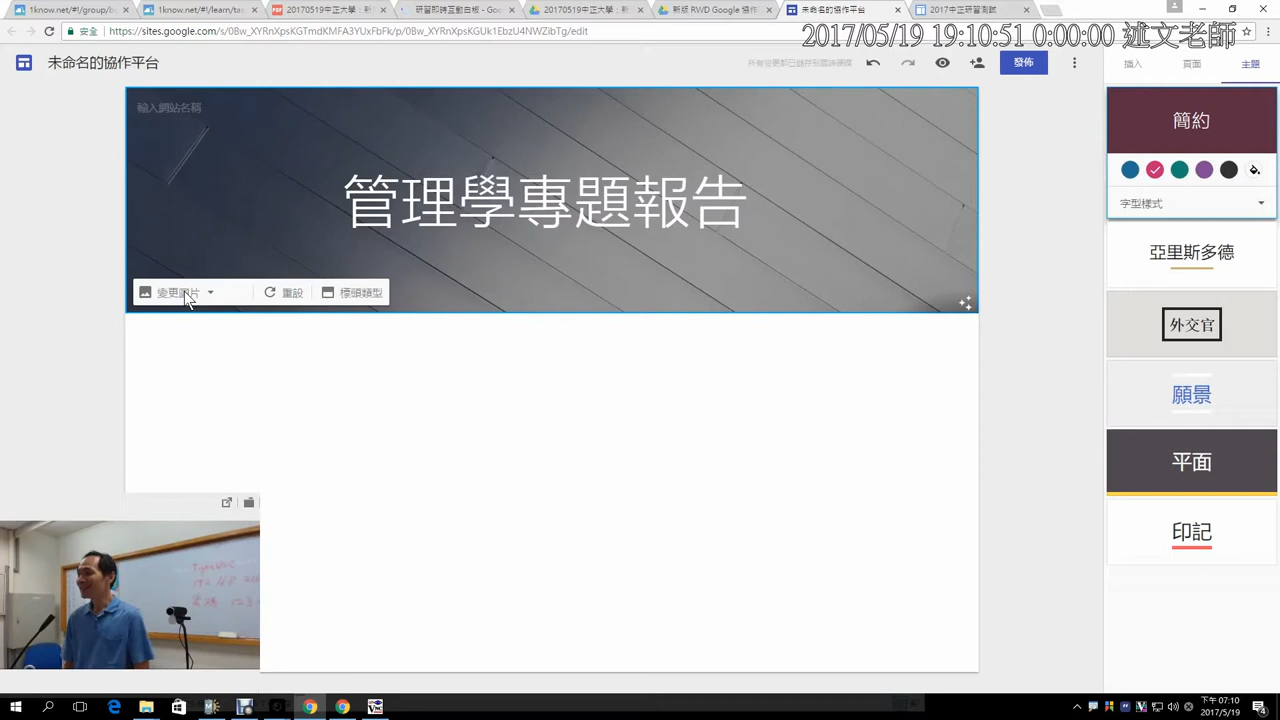 1know.net/#!/group/b
1know.net/#!/learn/ta
20170519中正大學：新
研習即時互動白板 - Goo
20170519中正大學：新
新版 RWD Google 協作
未命名的協作平台
2017中正研習測試
安全
https://sites.google.com/
/edit
2017/05/19 19:10:51 0:00:00 述文老師
未命名的協作平台
發佈
插入
頁面
主題
輸入網站名稱
管理學專題報告
變更圖片
重設
標頭類型
簡約
字型樣式
亞里斯多德
外交官
願景
平面
印記
下午 07:10
2017/5/19